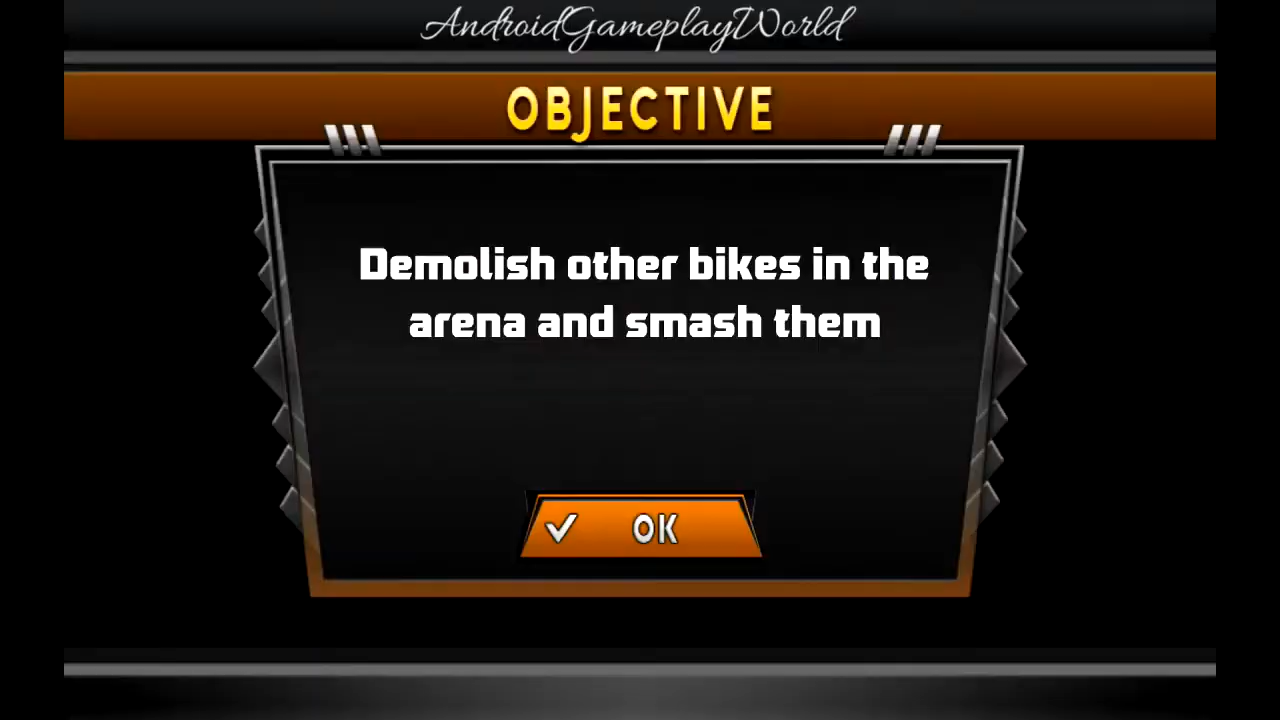 AndroidGameplayWorld
OBJECTIVE
Demolish other bikes in the
arena and smash them
OK